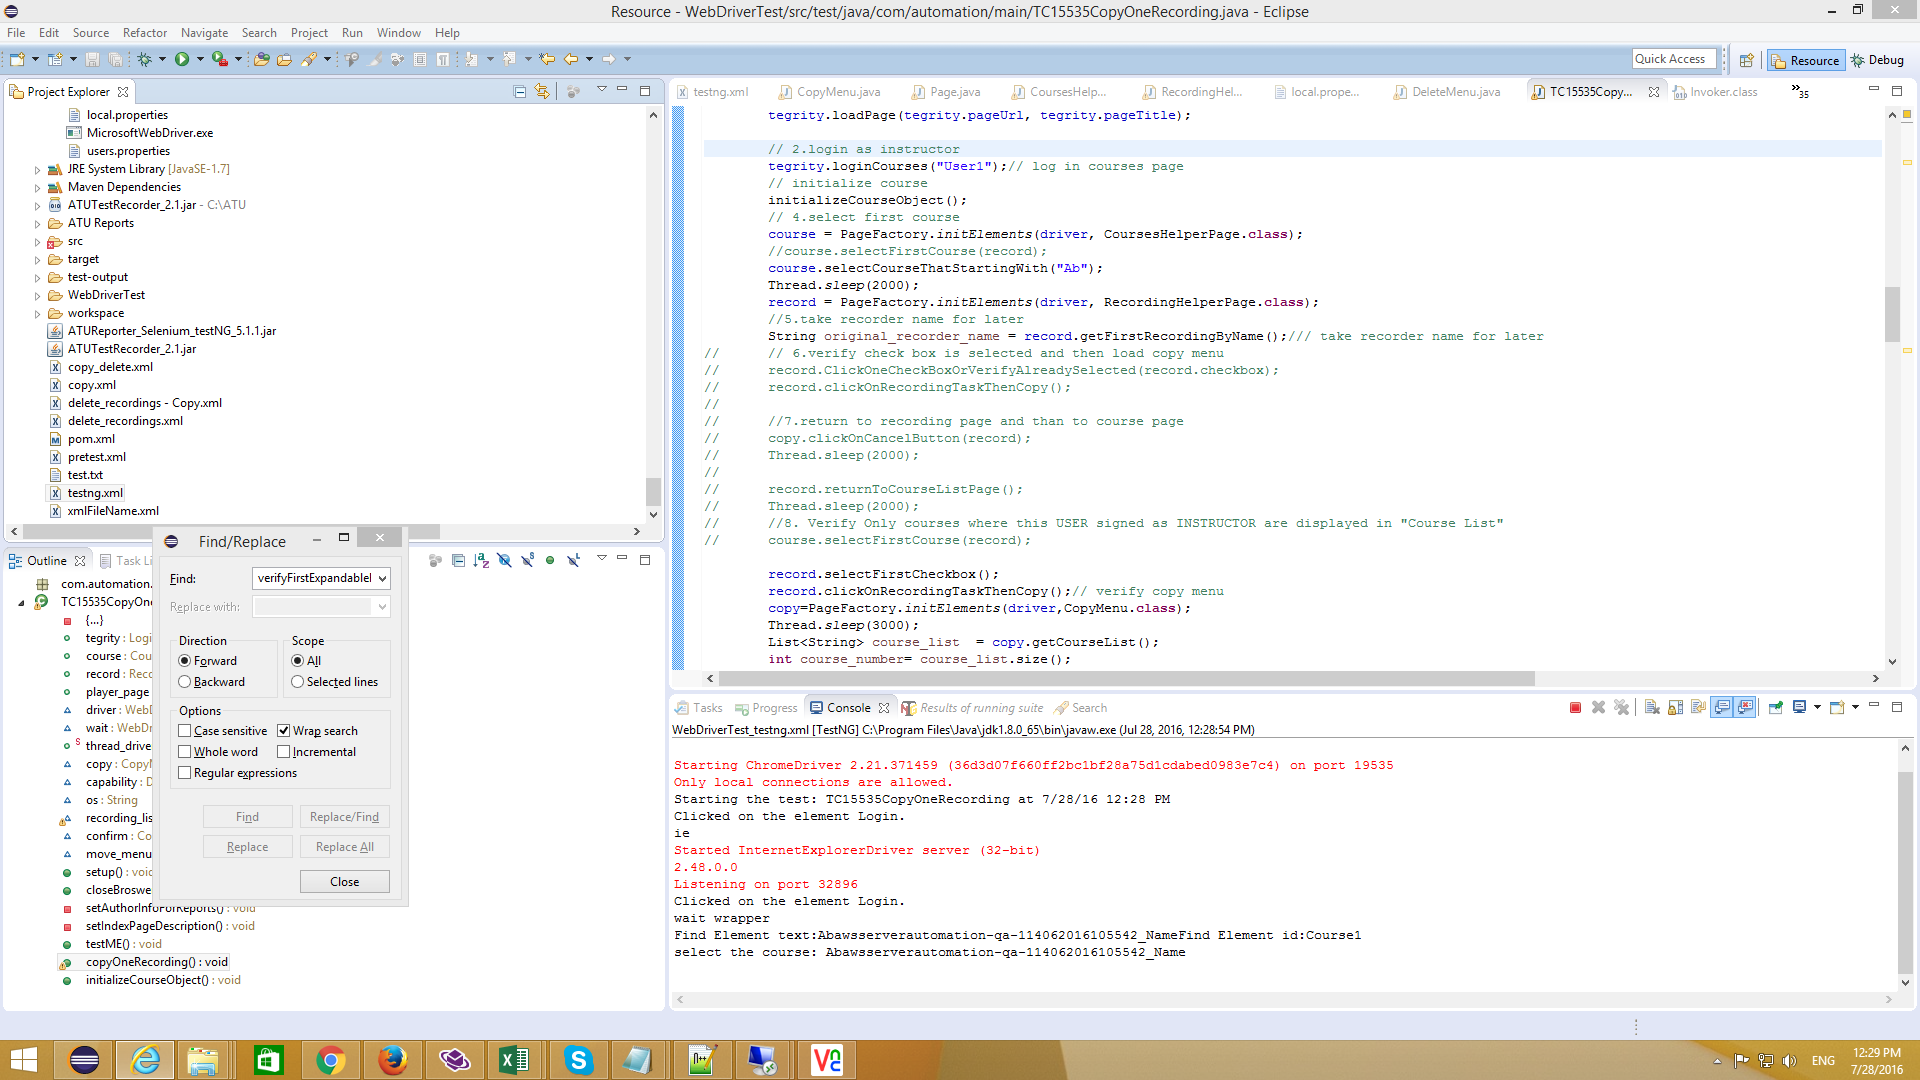 Resource - WebDriverTest/src/test/java/com/automation/main/TC15535CopyOneRecording.java - Eclipse
File Edit Source Refactor Navigate Search Project Run Window Help
Quick Access
Resource
Debug
Project Explorer
local.properties
MicrosoftWebDriver.exe
users.properties
JRE System Library [JavaSE-1.7]
Maven Dependencies
ATUTestRecorder_2.1.jar - C:\ATU
ATU Reports
src
target
test-output
WebDriverTest
workspace
ATUReporter_Selenium_testNG_5.1.1.jar
ATUTestRecorder_2.1.jar
copy_delete.xml
copy.xml
delete_recordings - Copy.xml
delete_recordings.xml
pom.xml
pretest.xml
test.txt
testng.xml
xmlFileName.xml
testng.xml CopyMenu.java Page.java CoursesHelp... RecordingHel... local.prope... DeleteMenu.java TC15535Copy... Invoker.class »35
tegrity.loadPage(tegrity.pageUrl, tegrity.pageTitle);
// 2.login as instructor
tegrity.loginCourses("User1");// log in courses page
// initialize course
initializeCourseObject();
// 4.select first course
course = PageFactory.initElements(driver, CoursesHelperPage.class);
//course.selectFirstCourse(record);
course.selectCourseThatStartingWith("Ab");
Thread.sleep(2000);
record = PageFactory.initElements(driver, RecordingHelperPage.class);
//5.take recorder name for later
String original_recorder_name = record.getFirstRecordingByName();/// take recorder name for later
// // 6.verify check box is selected and then load copy menu
// record.ClickOneCheckBoxOrVerifyAlreadySelected(record.checkbox);
// record.clickOnRecordingTaskThenCopy();
//
// //7.return to recording page and than to course page
// copy.clickOnCancelButton(record);
// Thread.sleep(2000);
//
// record.returnToCourseListPage();
// Thread.sleep(2000);
// //8. Verify Only courses where this USER signed as INSTRUCTOR are displayed in "Course List"
// course.selectFirstCourse(record);
record.selectFirstCheckbox();
record.clickOnRecordingTaskThenCopy();// verify copy menu
copy=PageFactory.initElements(driver,CopyMenu.class);
Thread.sleep(3000);
List<String> course_list = copy.getCourseList();
int course_number= course_list.size();
Outline Task Li
com.automation.
TC15535CopyOne
{...}
tegrity : Logi
course : Cou
record : Reco
player_page
driver : WebD
wait : WebDr
thread_drive
copy : CopyM
capability : D
os : String
recording_lis
confirm : Co
move_menu
setup() : void
closeBroswe
setAuthorInfoForReports() : void
setIndexPageDescription() : void
testME() : void
copyOneRecording() : void
initializeCourseObject() : void
Find/Replace
Find: verifyFirstExpandableI
Replace with:
Direction
Forward
Backward
Scope
All
Selected lines
Options
Case sensitive
Wrap search
Whole word
Incremental
Regular expressions
Find
Replace/Find
Replace
Replace All
Close
Tasks Progress Console Results of running suite Search
WebDriverTest_testng.xml [TestNG] C:\Program Files\Java\jdk1.8.0_65\bin\javaw.exe (Jul 28, 2016, 12:28:54 PM)
Starting ChromeDriver 2.21.371459 (36d3d07f660ff2bc1bf28a75d1cdabed0983e7c4) on port 19535
Only local connections are allowed.
Starting the test: TC15535CopyOneRecording at 7/28/16 12:28 PM
Clicked on the element Login.
ie
Started InternetExplorerDriver server (32-bit)
2.48.0.0
Listening on port 32896
Clicked on the element Login.
wait wrapper
Find Element text:Abawsserverautomation-qa-114062016105542_NameFind Element id:Course1
select the course: Abawsserverautomation-qa-114062016105542_Name
ENG
12:29 PM
7/28/2016